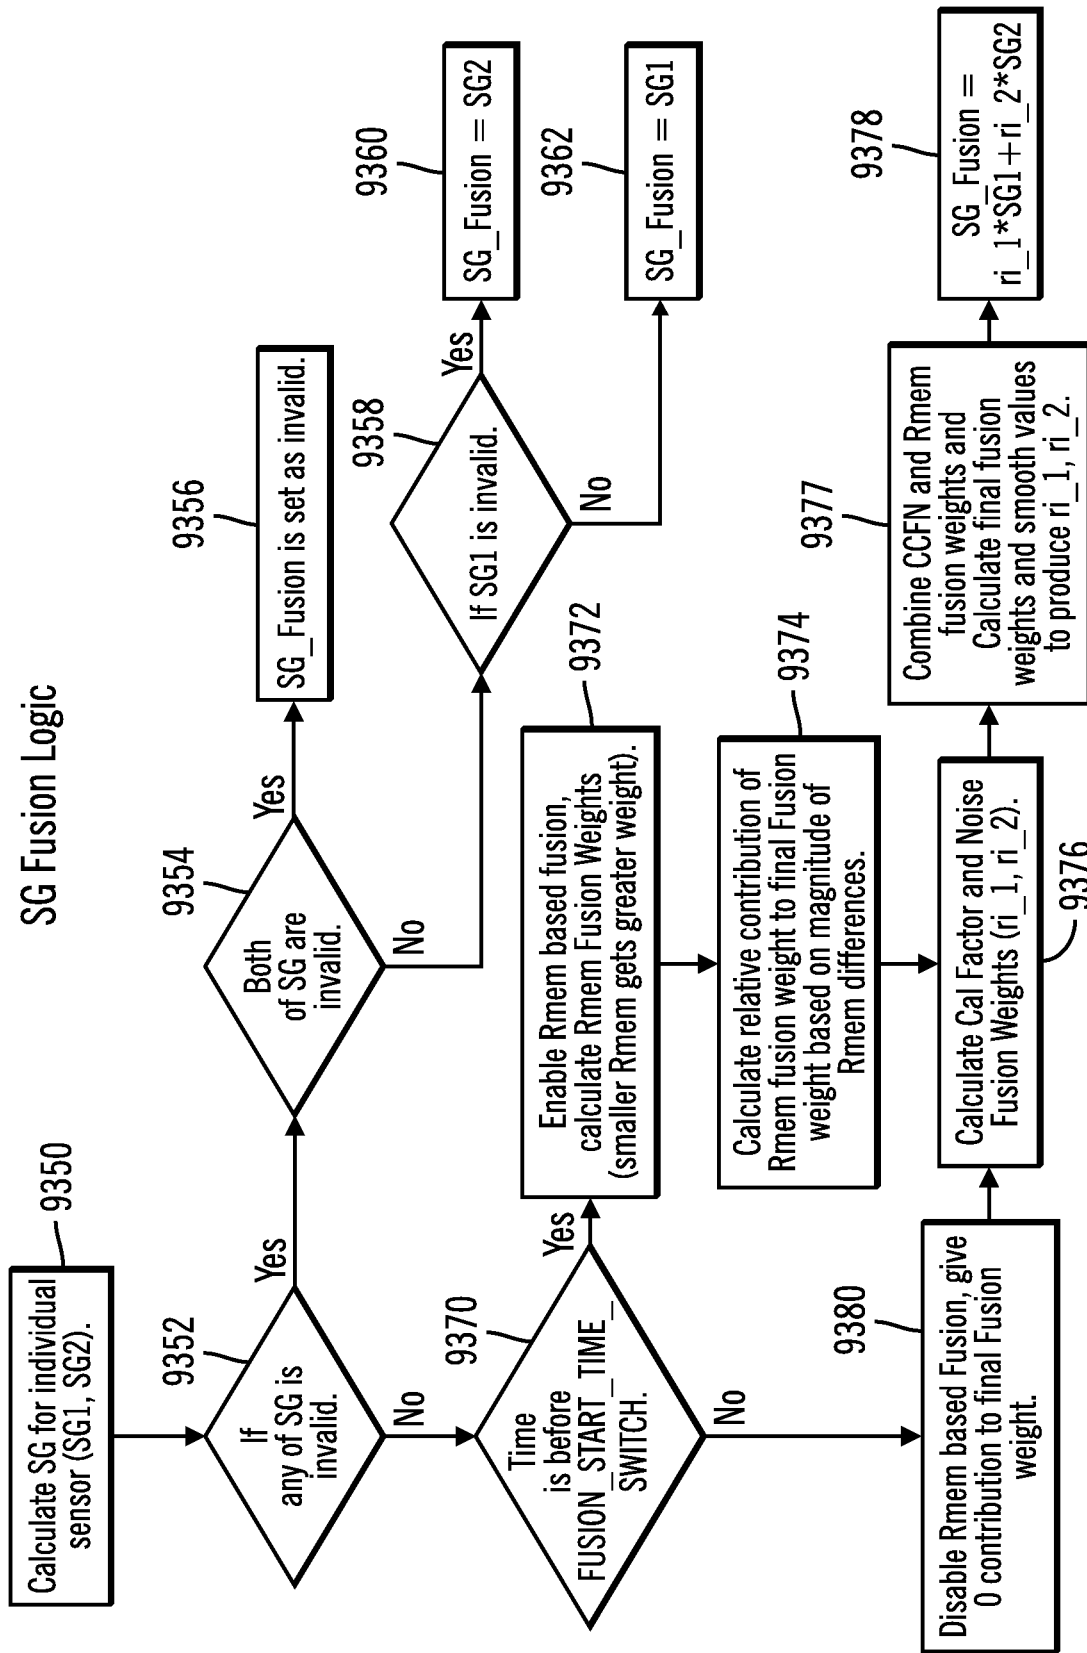 SG Fusion Logic
9350
Calculate SG for individual
sensor (SG1, SG2).
9352
If
any of SG is
invalid.
Yes
No
9354
Both
of SG are
invalid.
Yes
No
9356
SG_Fusion is set as invalid.
9358
If SG1 is invalid.
Yes
No
9360
SG_Fusion = SG2
9362
SG_Fusion = SG1
9370
Time
is before
FUSION_START_TIME_
SWITCH.
Yes
No
9372
Enable Rmem based fusion,
calculate Rmem Fusion Weights
(smaller Rmem gets greater weight).
9374
Calculate relative contribution of
Rmem fusion weight to final Fusion
weight based on magnitude of
Rmem differences.
9380
Disable Rmem based Fusion, give
0 contribution to final Fusion
weight.
Calculate Cal Factor and Noise
Fusion Weights (ri_1, ri_2).
9376
9377
Combine CCFN and Rmem
fusion weights and
Calculate final fusion
weights and smooth values
to produce ri_1, ri_2.
9378
SG_Fusion =
ri_1*SG1+ri_2*SG2